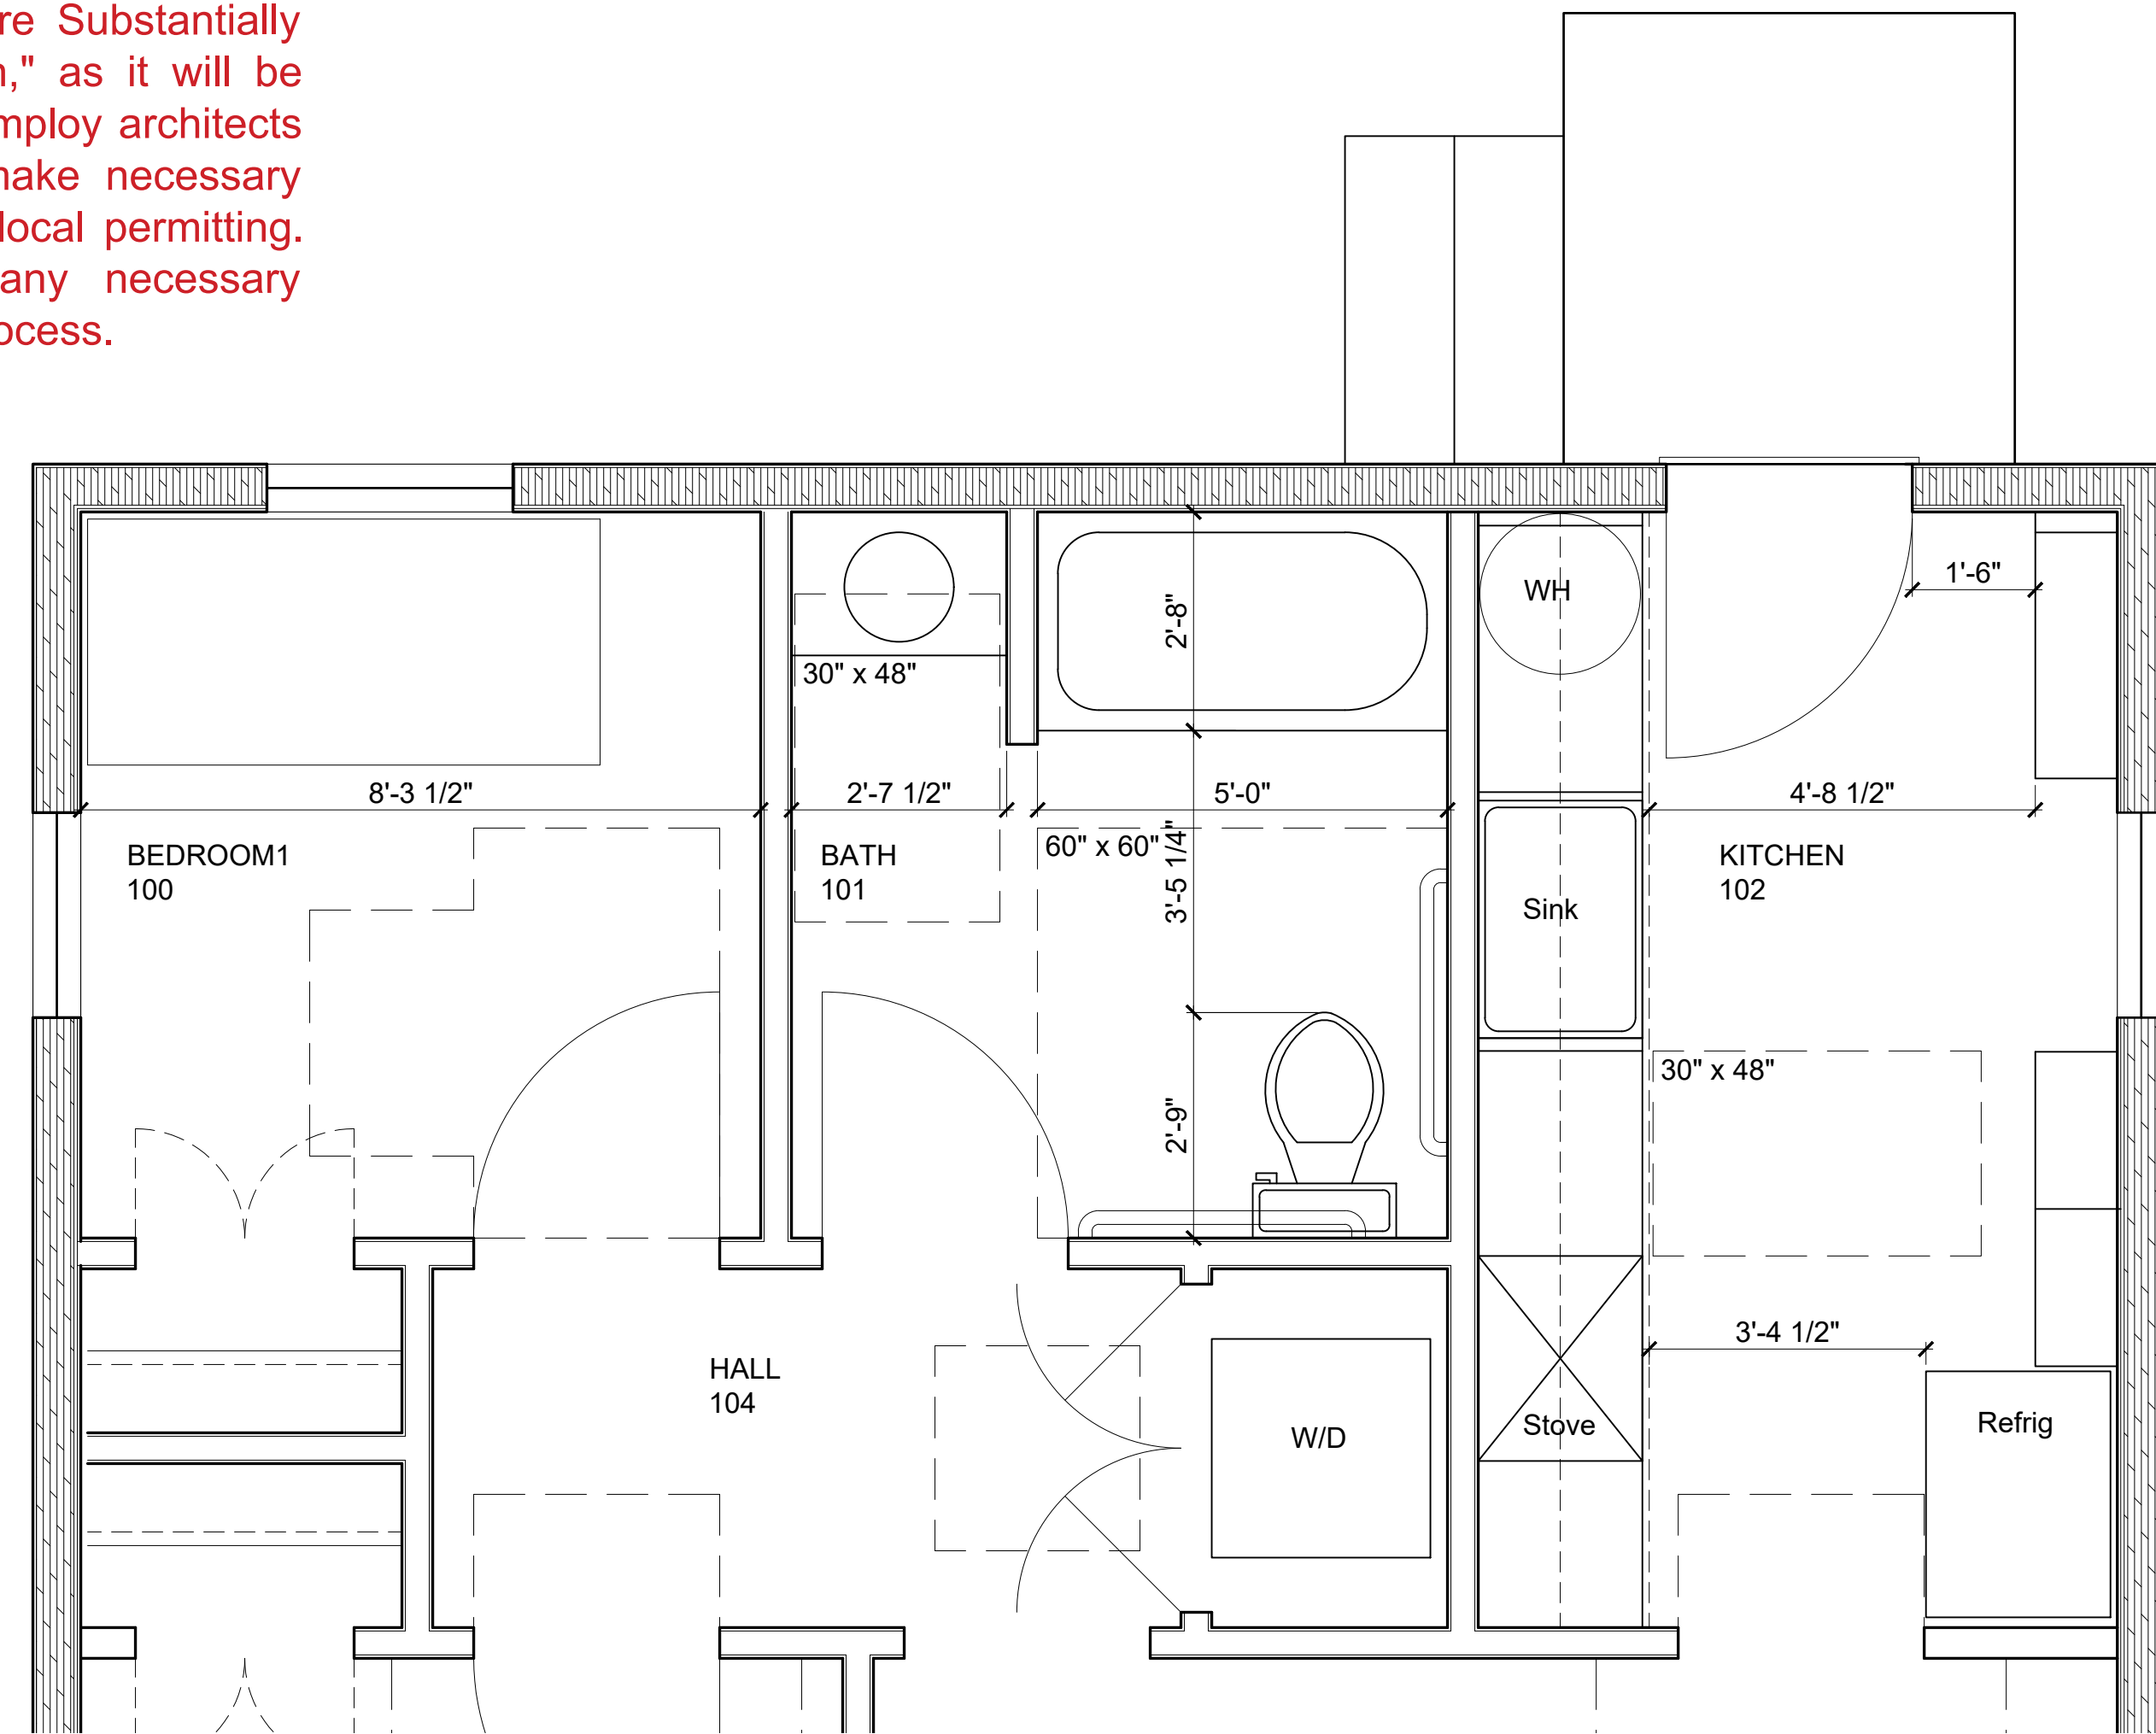 re Substantially
," as it will be
mploy architects
make necessary
local permitting.
any necessary
ocess.
1'-6"
WH
2'-8"
30" x 48"
8'-3 1/2"
2'-7 1/2"
5'-0"
4'-8 1/2"
60" x 60"
3'-5 1/4"
BEDROOM1
100
BATH
101
KITCHEN
102
Sink
30" x 48"
2'-9"
3'-4 1/2"
HALL
104
W/D
Stove
Refrig